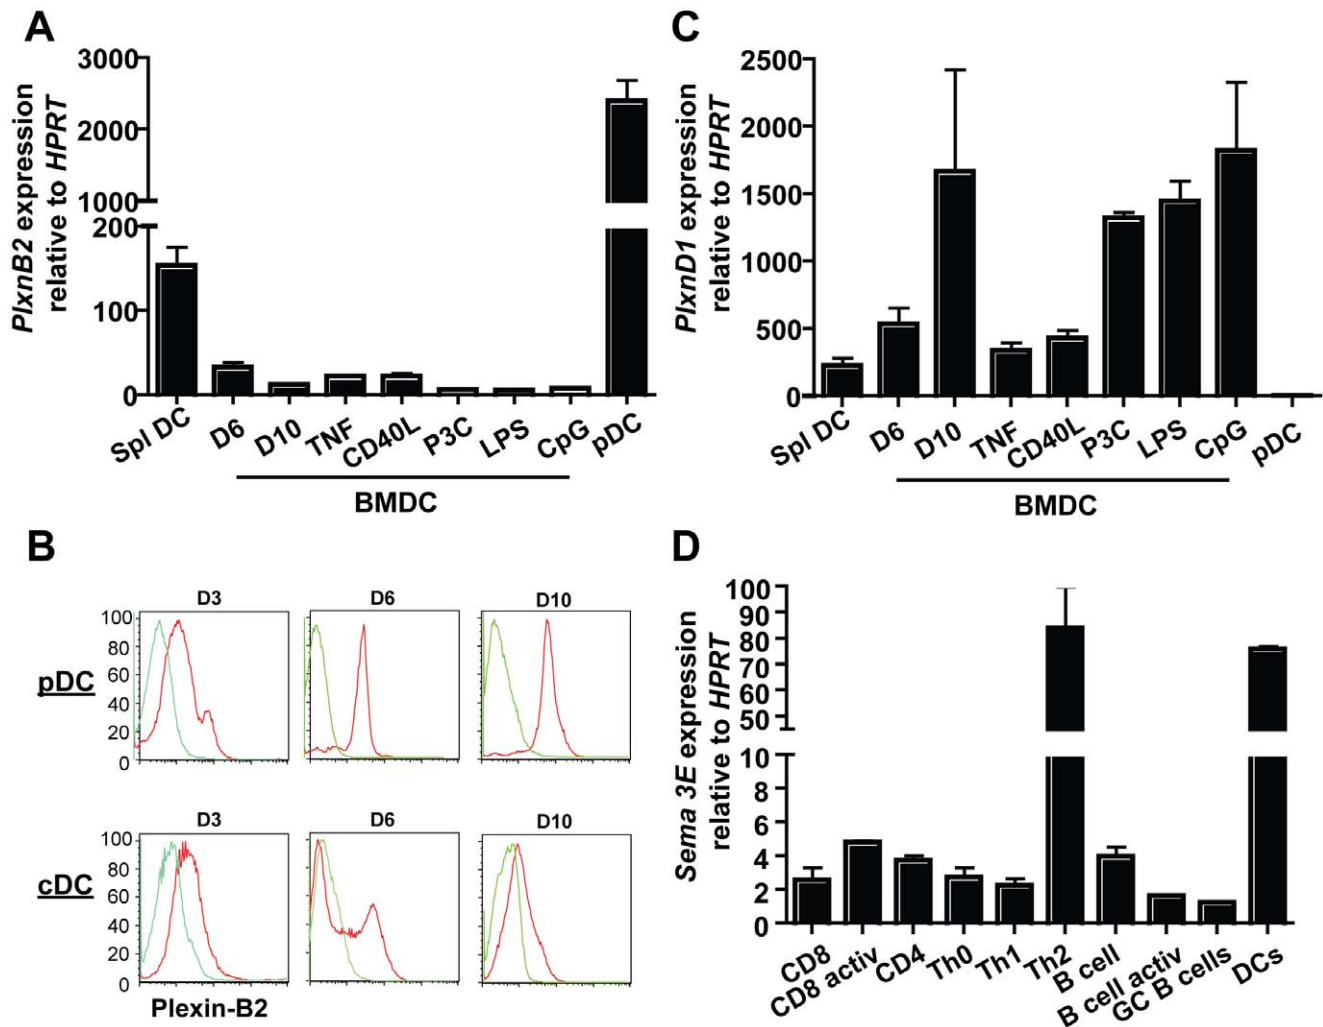 A
PlxnB2 expression
relative to HPRT
3000
2000
1000
200
100
0
Spl DC
D6
D10
TNF
CD40L
P3C
LPS
CpG
pDC
BMDC
C
PlxnD1 expression
relative to HPRT
2500
2000
1500
1000
500
0
Spl DC
D6
D10
TNF
CD40L
P3C
LPS
CpG
pDC
BMDC
B
D3 D6 D10
pDC
100
80
60
40
20
0
D3 D6 D10
cDC
100
80
60
40
20
0
Plexin-B2
D
Sema 3E expression
relative to HPRT
100
90
80
70
60
50
10
8
6
4
2
0
CD8
CD8 activ
CD4
Th0
Th1
Th2
B cell
B cell activ
GC B cells
DCs